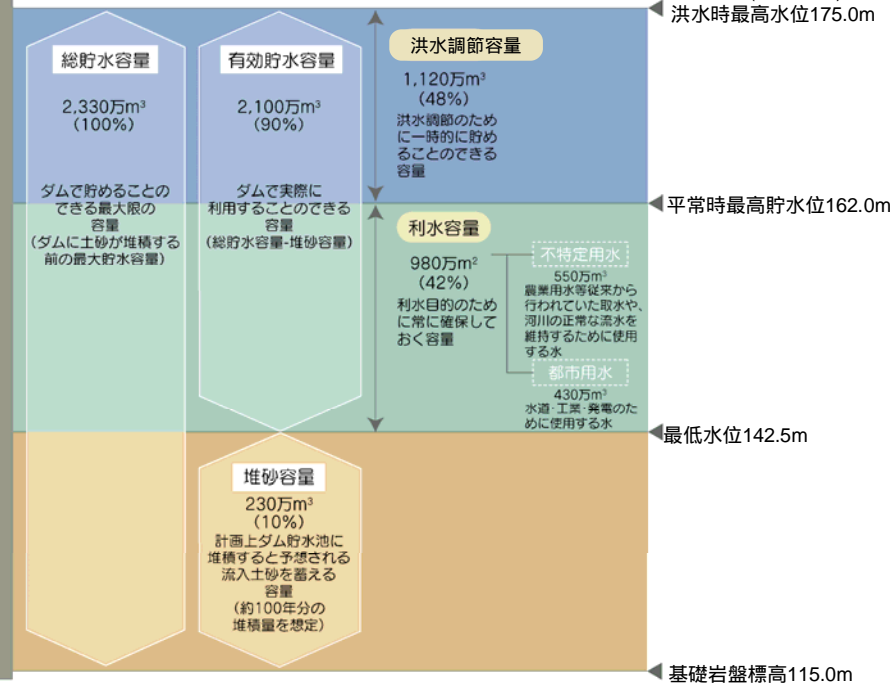 洪水時最高水位175.0m
総貯水容量
2,330万m³
(100%)
ダムで貯めることの
できる最大限の
容量
(ダムに土砂が堆積する
前の最大貯水容量)
有効貯水容量
2,100万m³
(90%)
ダムで実際に
利用することのできる
容量
(総貯水容量-堆砂容量)
洪水調節容量
1,120万m³
(48%)
洪水調節のため
に一時的に貯め
ることのできる
容量
平常時最高貯水位162.0m
利水容量
980万m²
(42%)
利水目的のため
に常に確保して
おく容量
不特定用水
550万m³
農業用水等従来から
行われていた取水や、
河川の正常な流水を
維持するために使用
する水
都市用水
430万m³
水道・工業・発電のた
めに使用する水
最低水位142.5m
堆砂容量
230万m³
(10%)
計画上ダム貯水池に
堆積すると予想される
流入土砂を蓄える
容量
(約100年分の
堆積量を想定)
基礎岩盤標高115.0m